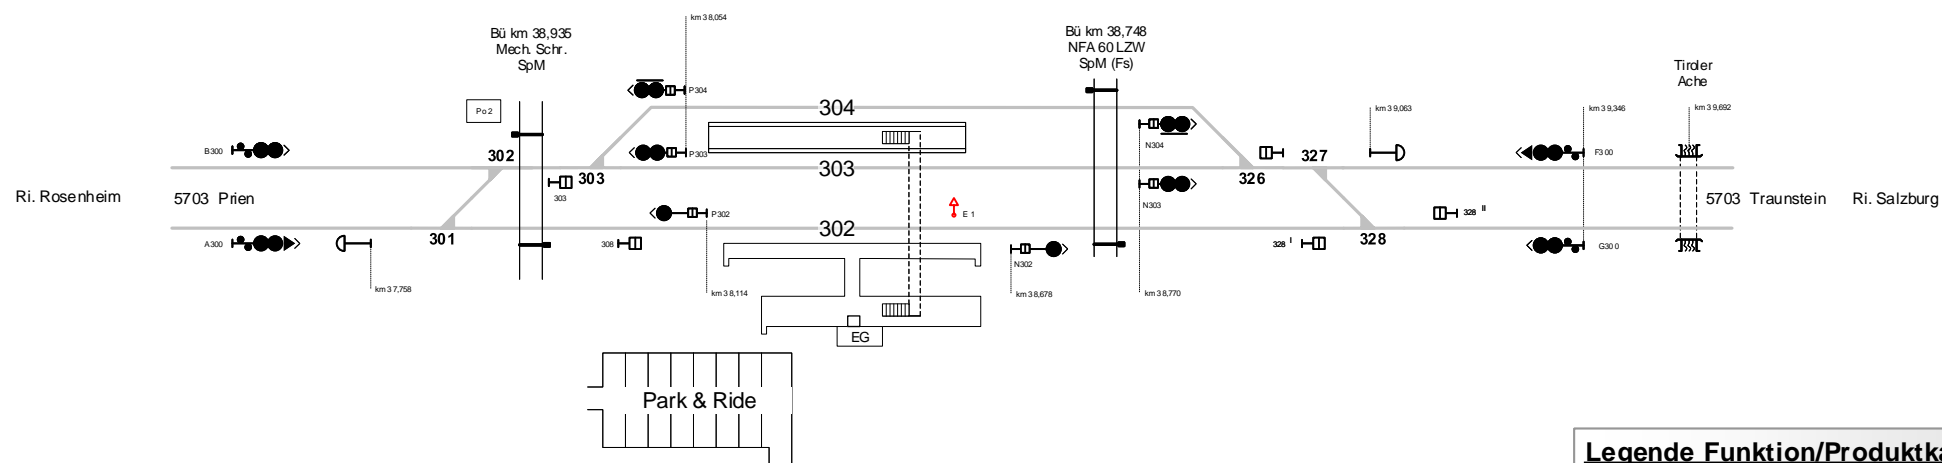 km 38,054
Bü km 38,935
Mech. Schr.
SpM
Bü km 38,748
NFA 60 LZW
SpM (Fs)
Tiroler
Ache
P304
Po 2
304
km 39,063
km 39,346
km 39,692
N304
B300
302
P303
327
F300
303
303
326
Ri. Rosenheim
5703 Prien
303
P302
E 1
N303
328 II
5703 Traunstein
Ri. Salzburg
301
302
328
A300
308
N302
328 I
G300
km 37,758
km 38,114
km 38,678
km 38,770
EG
Park & Ride
Legende Funktion/Produktka